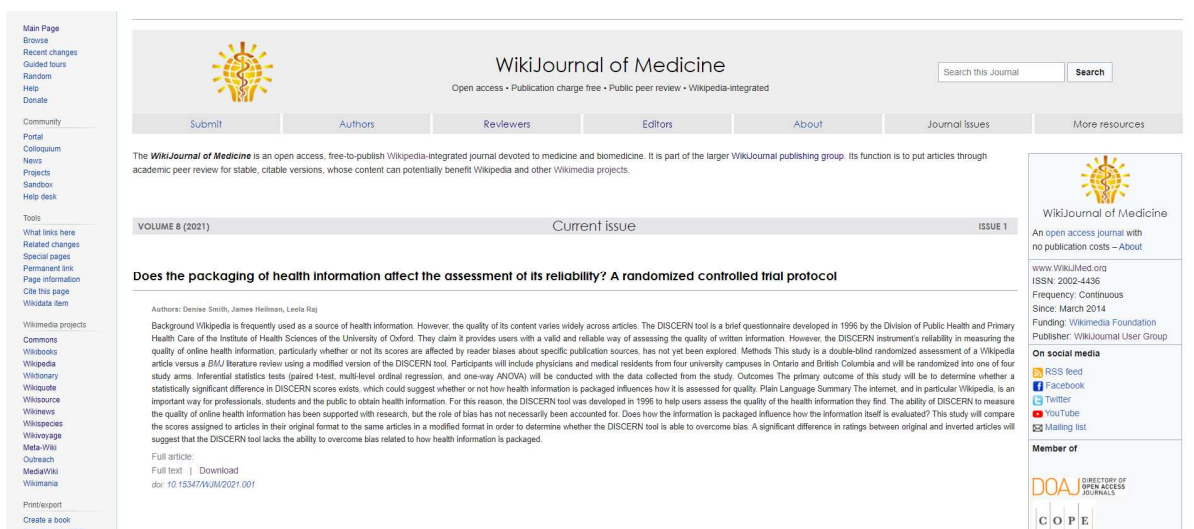 Main Page
Browse
Recent changes
Guided tours
Random
Help
Donate
Community
Portal
Colloquium
News
Projects
Sandbox
Help desk
Tools
What links here
Related changes
Special pages
Permanent link
Page information
Cite this page
Wikidata item
Wikimedia projects
Commons
Wikibooks
Wikipedia
Wiktionary
Wikiquote
Wikisource
Wikinews
Wikispecies
Wikivoyage
Meta-Wiki
Outreach
MediaWiki
Wikimania
Print/export
Create a book
WikiJournal of Medicine
Open access • Publication charge free • Public peer review • Wikipedia-integrated
Search this Journal
Search
Submit Authors Reviewers Editors About Journal issues More resources
The WikiJournal of Medicine is an open access, free-to-publish Wikipedia-integrated journal devoted to medicine and biomedicine. It is part of the larger WikiJournal publishing group. Its function is to put articles through
academic peer review for stable, citable versions, whose content can potentially benefit Wikipedia and other Wikimedia projects.
VOLUME 8 (2021) Current issue ISSUE 1
Does the packaging of health information affect the assessment of its reliability? A randomized controlled trial protocol
Authors: Denise Smith, James Heilman, Leela Raj
Background Wikipedia is frequently used as a source of health information. However, the quality of its content varies widely across articles. The DISCERN tool is a brief questionnaire developed in 1996 by the Division of Public Health and Primary
Health Care of the Institute of Health Sciences of the University of Oxford. They claim it provides users with a valid and reliable way of assessing the quality of written information. However, the DISCERN instrument's reliability in measuring the
quality of online health information, particularly whether or not its scores are affected by reader biases about specific publication sources, has not yet been explored. Methods This study is a double-blind randomized assessment of a Wikipedia
article versus a BMJ literature review using a modified version of the DISCERN tool. Participants will include physicians and medical residents from four university campuses in Ontario and British Columbia and will be randomized into one of four
study arms. Inferential statistics tests (paired t-test, multi-level ordinal regression, and one-way ANOVA) will be conducted with the data collected from the study. Outcomes The primary outcome of this study will be to determine whether a
statistically significant difference in DISCERN scores exists, which could suggest whether or not how health information is packaged influences how it is assessed for quality. Plain Language Summary The internet, and in particular Wikipedia, is an
important way for professionals, students and the public to obtain health information. For this reason, the DISCERN tool was developed in 1996 to help users assess the quality of the health information they find. The ability of DISCERN to measure
the quality of online health information has been supported with research, but the role of bias has not necessarily been accounted for. Does how the information is packaged influence how the information itself is evaluated? This study will compare
the scores assigned to articles in their original format to the same articles in a modified format in order to determine whether the DISCERN tool is able to overcome bias. A significant difference in ratings between original and inverted articles will
suggest that the DISCERN tool lacks the ability to overcome bias related to how health information is packaged.
Full article:
Full text | Download
doi: 10.15347/WJM/2021.001
WikiJournal of Medicine
An open access journal with
no publication costs – About
www.WikiJMed.org
ISSN: 2002-4436
Frequency: Continuous
Since: March 2014
Funding: Wikimedia Foundation
Publisher: WikiJournal User Group
On social media
RSS feed
Facebook
Twitter
YouTube
Mailing list
Member of
DOAJ DIRECTORY OF
OPEN ACCESS
JOURNALS
C O P E